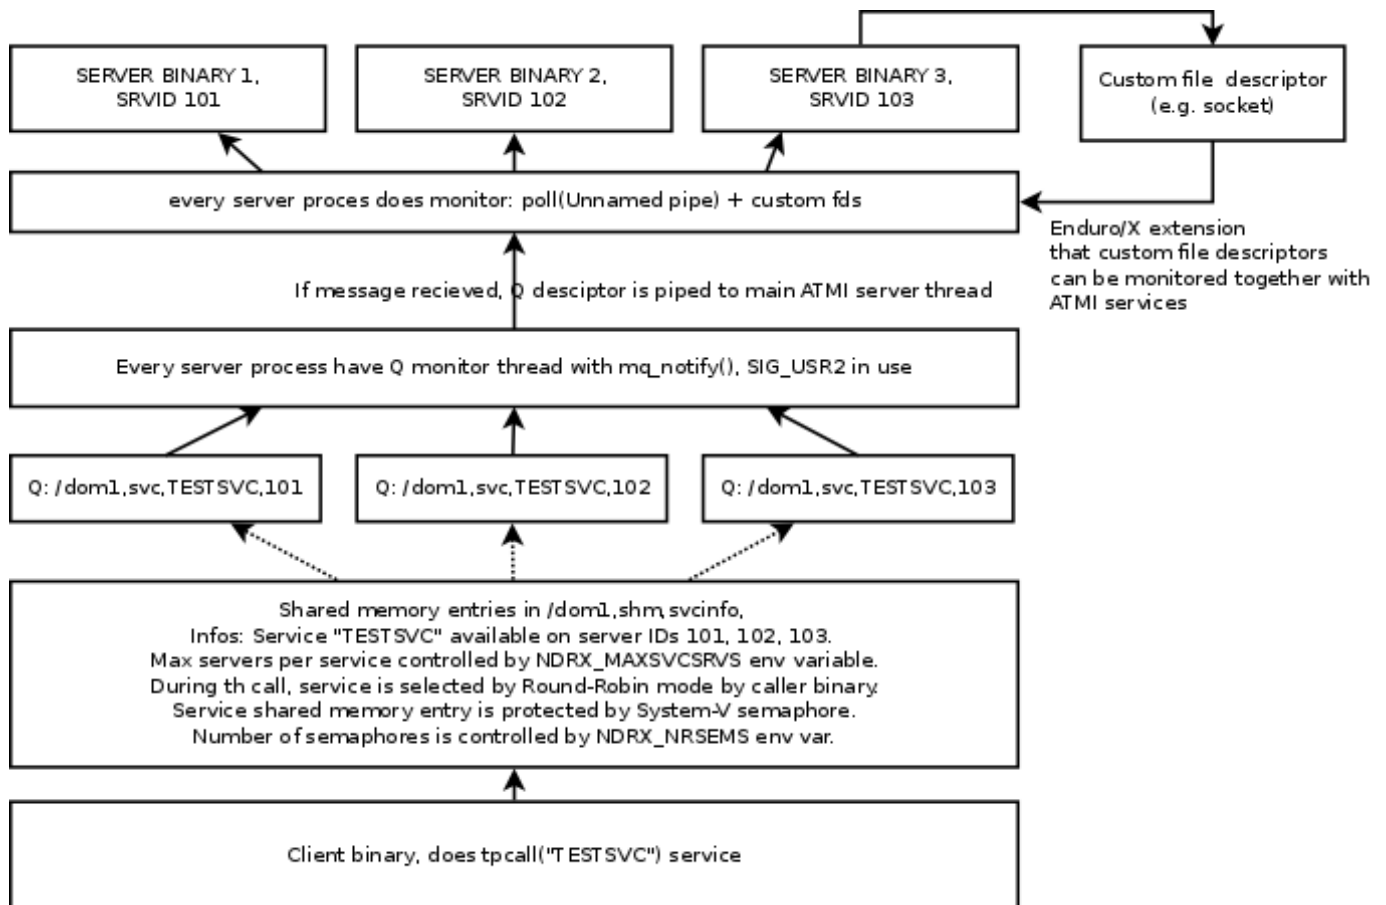 SERVER BINARY 1,
SRVID 101
SERVER BINARY 2,
SRVID 102
SERVER BINARY 3,
SRVID 103
Custom file descriptor
(e.g. socket)
every server proces does monitor: poll(Unnamed pipe) + custom fds
Enduro/X extension
that custom file descriptors
can be monitored together with
ATMI services
If message recieved, Q desciptor is piped to main ATMI server thread
Every server process have Q monitor thread with mq_notify(), SIG_USR2 in use
Q: /dom1,svc,TESTSVC,101
Q: /dom1,svc,TESTSVC,102
Q: /dom1,svc,TESTSVC,103
Shared memory entries in /dom1,shm,svcinfo,
Infos: Service "TESTSVC" available on server IDs 101, 102, 103.
Max servers per service controlled by NDRX_MAXSVCSRVS env variable.
During th call, service is selected by Round-Robin mode by caller binary.
Service shared memory entry is protected by System-V semaphore.
Number of semaphores is controlled by NDRX_NRSEMS env var.
Client binary, does tpcall("TESTSVC") service